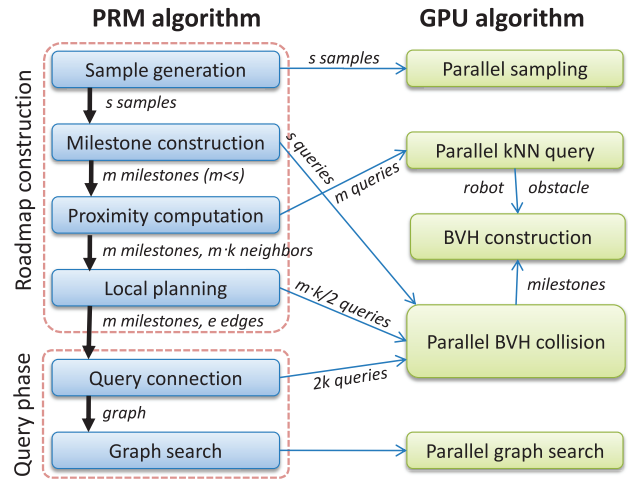 PRM algorithm
GPU algorithm
Roadmap construction
Sample generation
s samples
Parallel sampling
s samples
Milestone construction
s queries
Parallel kNN query
m milestones (m<s)
m queries
robot obstacle
Proximity computation
BVH construction
m milestones, m·k neighbors
milestones
Local planning
m·k/2 queries
Parallel BVH collision
m milestones, e edges
Query phase
Query connection
2k queries
graph
Graph search
Parallel graph search